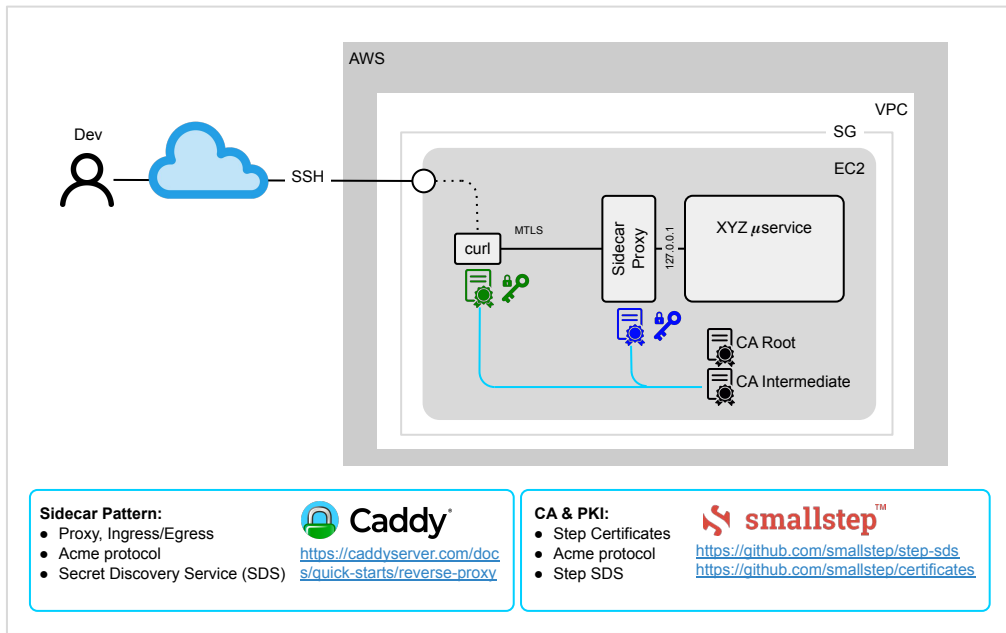 AWS
VPC
SG
EC2
Dev
SSH
curl
MTLS
Sidecar
Proxy
127.0.0.1
XYZ μservice
CA Root
CA Intermediate
Sidecar Pattern:
● Proxy, Ingress/Egress
● Acme protocol
● Secret Discovery Service (SDS)
Caddy®
https://caddyserver.com/doc
s/quick-starts/reverse-proxy
CA & PKI:
● Step Certificates
● Acme protocol
● Step SDS
smallstep™
https://github.com/smallstep/step-sds
https://github.com/smallstep/certificates